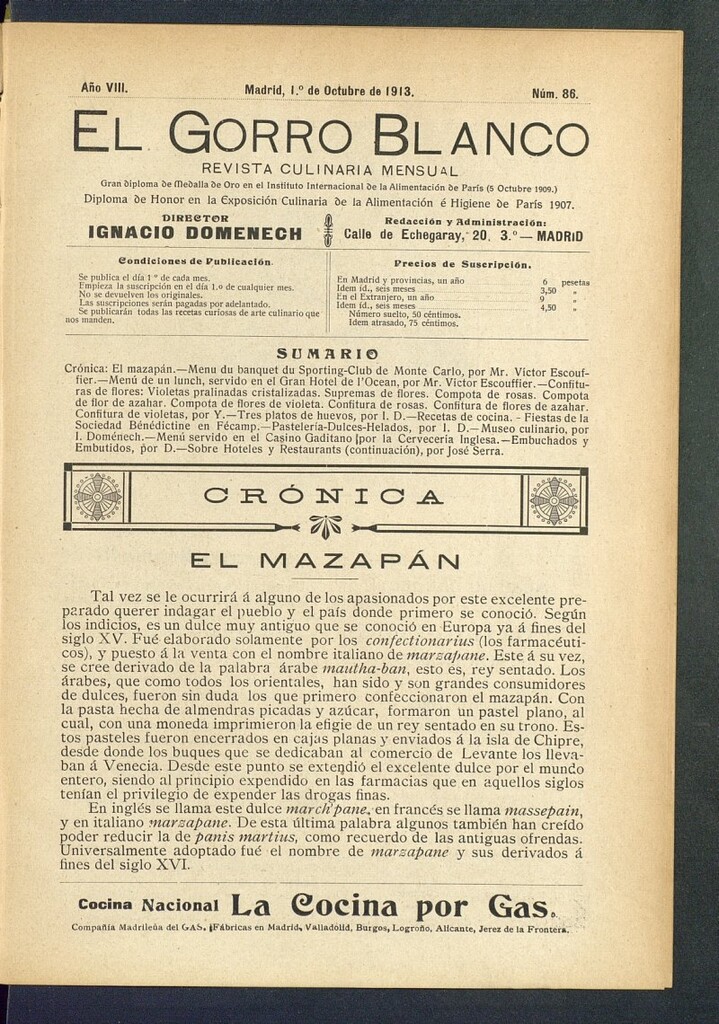 Año VIII. Madrid, 1.º de Octubre de 1913. Núm. 86.
EL GORRO BLANCO
REVISTA CULINARIA MENSUAL
Gran diploma de Medalla de Oro en el Instituto Internacional de la Alimentación de París (5 Octubre 1909.)
Diploma de Honor en la Exposición Culinaria de la Alimentación é Higiene de París 1907.
DIRECTOR
IGNACIO DOMENECH
Redacción y Administración:
Calle de Echegaray, 20, 3.º — MADRID
Condiciones de Publicación.
Se publica el día 1º de cada mes.
Empieza la suscripción en el día 1.o de cualquier mes.
No se devuelven los originales.
Las suscripciones serán pagadas por adelantado.
Se publicarán todas las recetas curiosas de arte culinario que
nos manden.
Precios de Suscripción.
En Madrid y provincias, un año 6 pesetas
Idem id., seis meses 3,50 »
En el Extranjero, un año 9 »
Idem id., seis meses 4,50 »
Número suelto, 50 céntimos.
Idem atrasado, 75 céntimos.
SUMARIO
Crónica: El mazapán.—Menu du banquet du Sporting-Club de Monte Carlo, por Mr. Victor Escouf-
fier.—Menú de un lunch, servido en el Gran Hotel de l'Ocean, por Mr. Victor Escouffier.—Confitu-
ras de flores: Violetas pralinadas cristalizadas. Supremas de flores. Compota de rosas. Compota
de flor de azahar. Compota de flores de violeta. Confitura de rosas. Confitura de flores de azahar.
Confitura de violetas, por Y.—Tres platos de huevos, por I. D.—Recetas de cocina. - Fiestas de la
Sociedad Bénédictine en Fécamp.—Pastelería-Dulces-Helados, por I. D.—Museo culinario, por
I. Doménech.—Menú servido en el Casino Gaditano por la Cervecería Inglesa.—Embuchados y
Embutidos, por D.—Sobre Hoteles y Restaurants (continuación), por José Serra.
CRÓNICA
EL MAZAPÁN
Tal vez se le ocurrirá á alguno de los apasionados por este excelente pre-
parado querer indagar el pueblo y el país donde primero se conoció. Según
los indicios, es un dulce muy antiguo que se conoció en Europa ya á fines del
siglo XV. Fué elaborado solamente por los confectionarius (los farmacéuti-
cos), y puesto á la venta con el nombre italiano de marzapane. Este á su vez,
se cree derivado de la palabra árabe mautha-ban, esto es, rey sentado. Los
árabes, que como todos los orientales, han sido y son grandes consumidores
de dulces, fueron sin duda los que primero confeccionaron el mazapán. Con
la pasta hecha de almendras picadas y azúcar, formaron un pastel plano, al
cual, con una moneda imprimieron la efigie de un rey sentado en su trono. Es-
tos pasteles fueron encerrados en cajas planas y enviados á la isla de Chipre,
desde donde los buques que se dedicaban al comercio de Levante los lleva-
ban á Venecia. Desde este punto se extendió el excelente dulce por el mundo
entero, siendo al principio expendido en las farmacias que en aquellos siglos
tenían el privilegio de expender las drogas finas.
En inglés se llama este dulce march'pane, en francés se llama massepain,
y en italiano marzapane. De esta última palabra algunos también han creído
poder reducir la de panis martius, como recuerdo de las antiguas ofrendas.
Universalmente adoptado fué el nombre de marzapane y sus derivados á
fines del siglo XVI.
Cocina Nacional La Cocina por Gas.
Compañía Madrileña del GAS. Fábricas en Madrid, Valladolid, Burgos, Logroño, Alicante, Jerez de la Frontera.